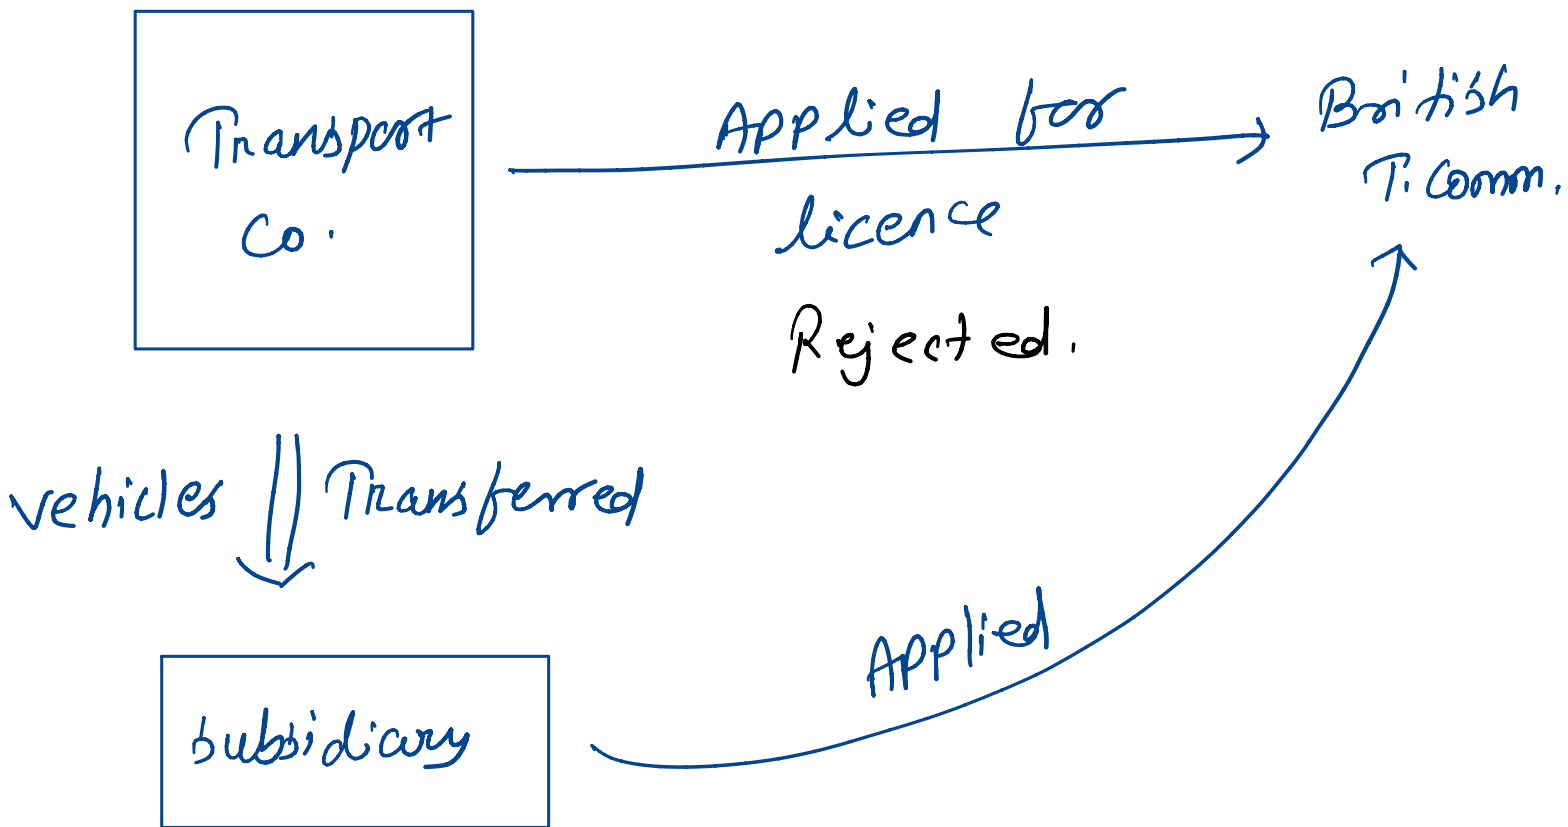 Transport
Co.
Applied for
licence
Rejected.
British
T. Comm.
vehicles
Transferred
subsidiary
Applied